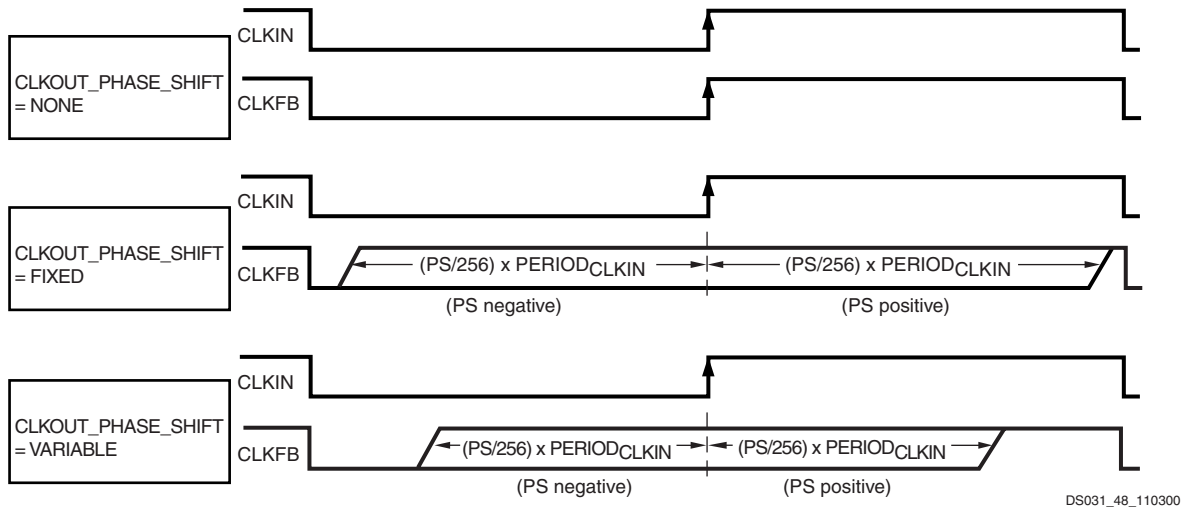 CLKIN
CLKOUT_PHASE_SHIFT
= NONE
CLKFB
CLKIN
CLKOUT_PHASE_SHIFT
= FIXED
CLKFB
(PS/256) x PERIODCLKIN
(PS/256) x PERIODCLKIN
(PS negative)
(PS positive)
CLKIN
CLKOUT_PHASE_SHIFT
= VARIABLE
CLKFB
(PS/256) x PERIODCLKIN
(PS/256) x PERIODCLKIN
(PS negative)
(PS positive)
DS031_48_110300